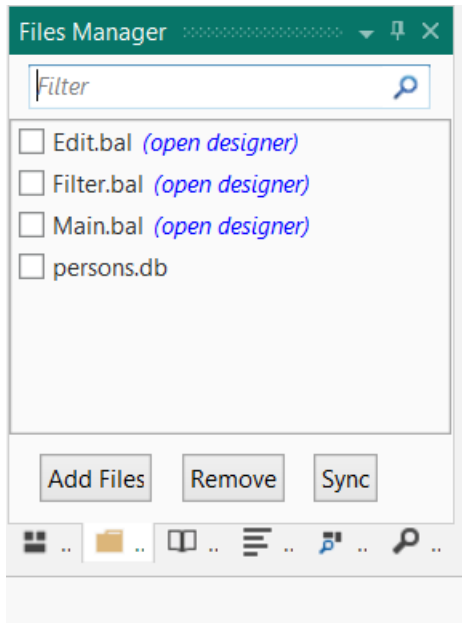 Files Manager
Filter
Edit.bal (open designer)
Filter.bal (open designer)
Main.bal (open designer)
persons.db
Add Files Remove Sync
.. .. .. .. .. ..